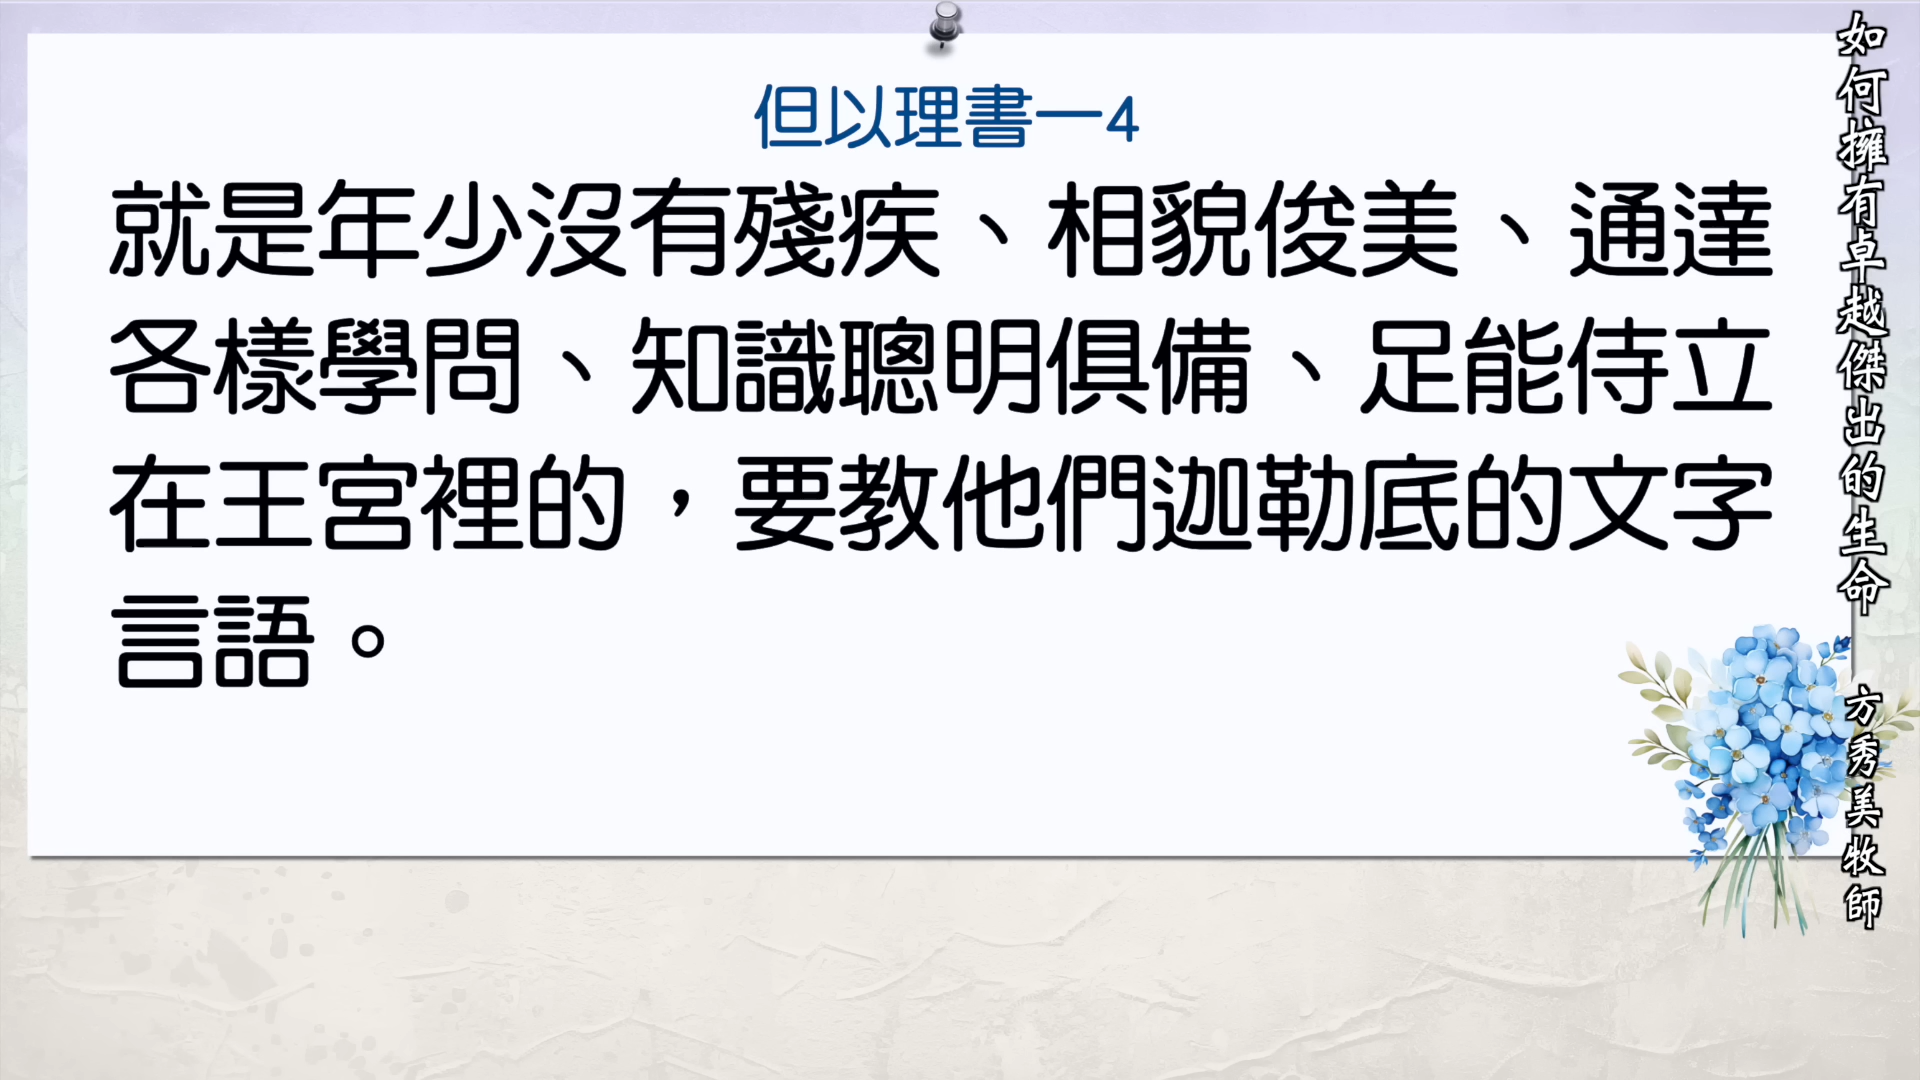 但以理書一4
就是年少沒有殘疾、相貌俊美、通達
各樣學問、知識聰明俱備、足能侍立
在王宮裡的，要教他們迦勒底的文字
言語。
如何擁有卓越傑出的生命
方秀美牧師